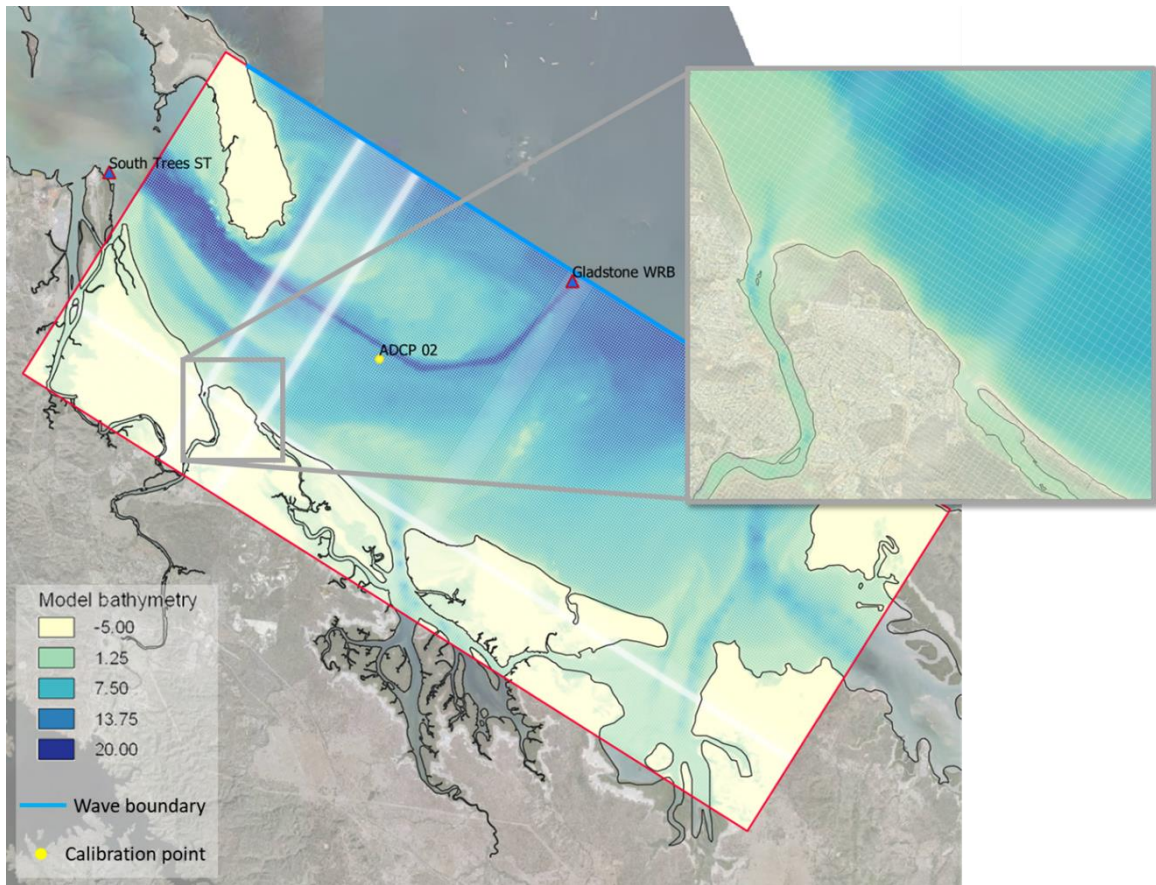 South Trees ST
Gladstone WRB
ADCP 02
Model bathymetry
-5.00
1.25
7.50
13.75
20.00
Wave boundary
Calibration point